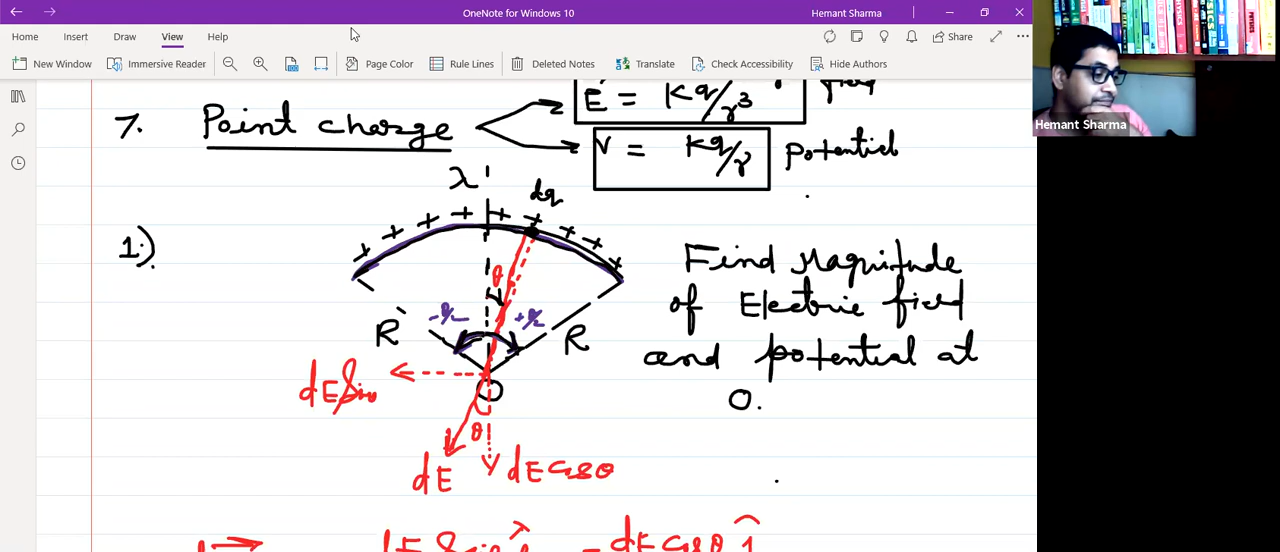 OneNote for Windows 10
Hemant Sharma
Home Insert Draw View Help
Share
New Window Immersive Reader Page Color Rule Lines Deleted Notes Translate Check Accessibility Hide Authors
Hemant Sharma
E = Kq/r³
7. Point charge
V = Kq/r potential
λ
dq
+ + + + + + + + +
1.)
θ
Find Magnitude
of Electric field
-θ/2 +θ/2
R R
and potential at
O.
dE Sinθ
O
θ
dE
dE Cosθ